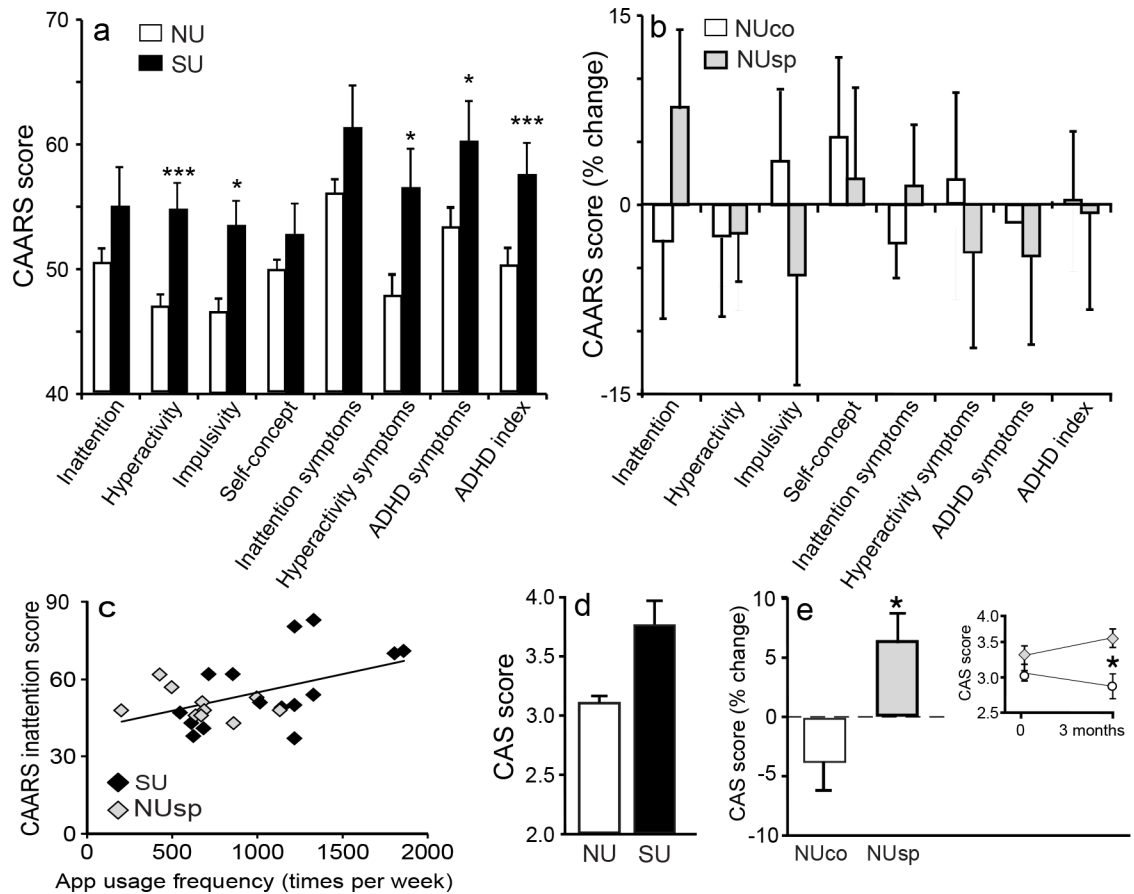 a
NU
SU
CAARS score
70
60
50
40
*** * * * ***
Inattention
Hyperactivity
Impulsivity
Self-concept
Inattention symptoms
Hyperactivity symptoms
ADHD symptoms
ADHD index
b
NUco
NUsp
CAARS score (% change)
15
0
-15
Inattention
Hyperactivity
Impulsivity
Self-concept
Inattention symptoms
Hyperactivity symptoms
ADHD symptoms
ADHD index
c
CAARS inattention score
90
60
30
0
SU
NUsp
0 500 1000 1500 2000
App usage frequency (times per week)
d
CAS score
4.0
3.5
3.0
2.5
2.0
NU SU
e
CAS score (% change)
10
5
0
-5
-10
*
NUco NUsp
CAS score
4.0
3.5
3.0
2.5
*
0 3 months